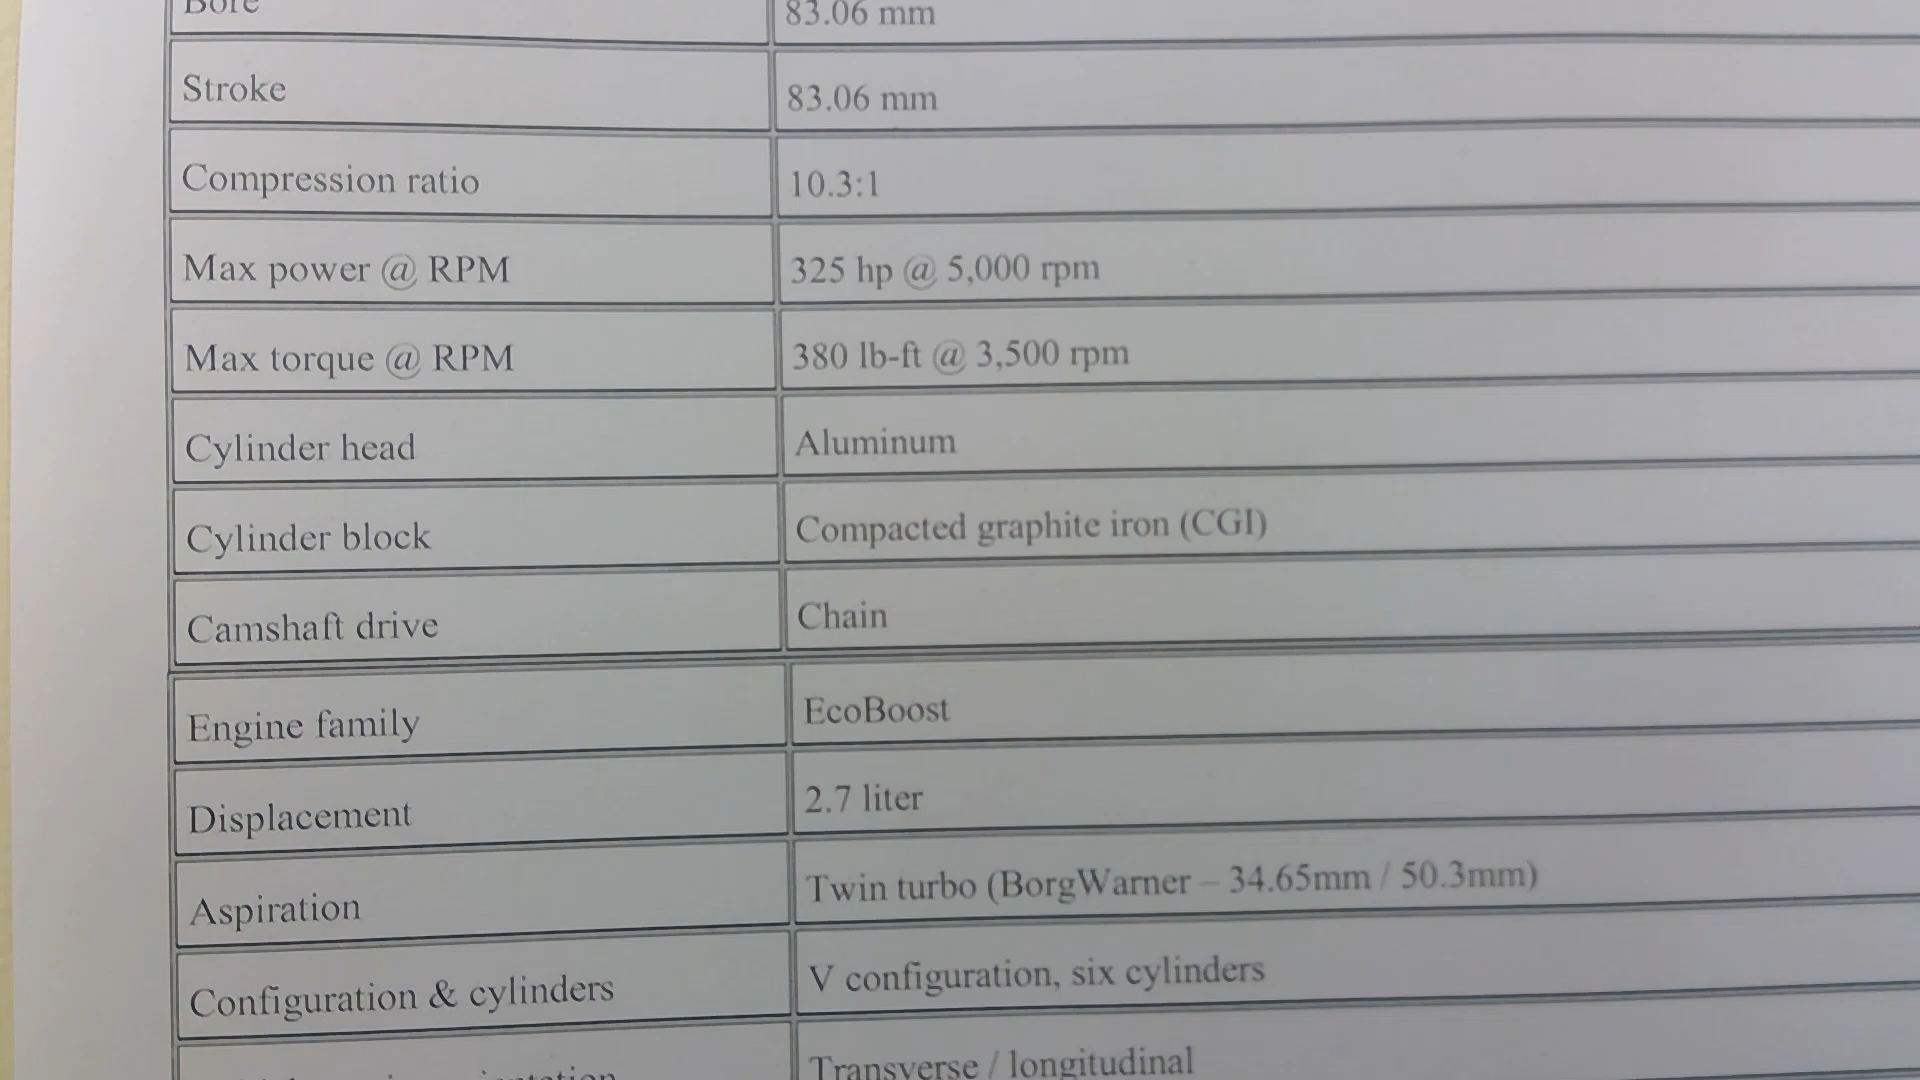 Bore 83.06 mm
Stroke 83.06 mm
Compression ratio 10.3:1
Max power @ RPM 325 hp @ 5,000 rpm
Max torque @ RPM 380 lb-ft @ 3,500 rpm
Cylinder head Aluminum
Cylinder block Compacted graphite iron (CGI)
Camshaft drive Chain
Engine family EcoBoost
Displacement 2.7 liter
Aspiration Twin turbo (BorgWarner – 34.65mm / 50.3mm)
Configuration & cylinders V configuration, six cylinders
Transverse / longitudinal